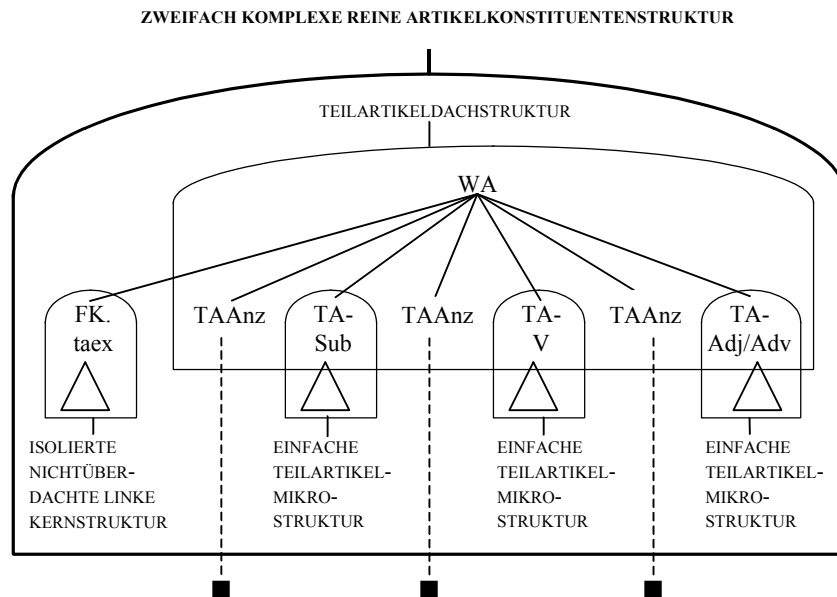 ZWEIFACH KOMPLEXE REINE ARTIKELKONSTITUENTENSTRUKTUR
TEILARTIKELDACHSTRUKTUR
WA
FK.
taex
TAAnz
TA-
Sub
TAAnz
TA-
V
TAAnz
TA-
Adj/Adv
ISOLIERTE
NICHTÜBER-
DACHTE LINKE
KERNSTRUKTUR
EINFACHE
TEILARTIKEL-
MIKRO-
STRUKTUR
EINFACHE
TEILARTIKEL-
MIKRO-
STRUKTUR
EINFACHE
TEILARTIKEL-
MIKRO-
STRUKTUR